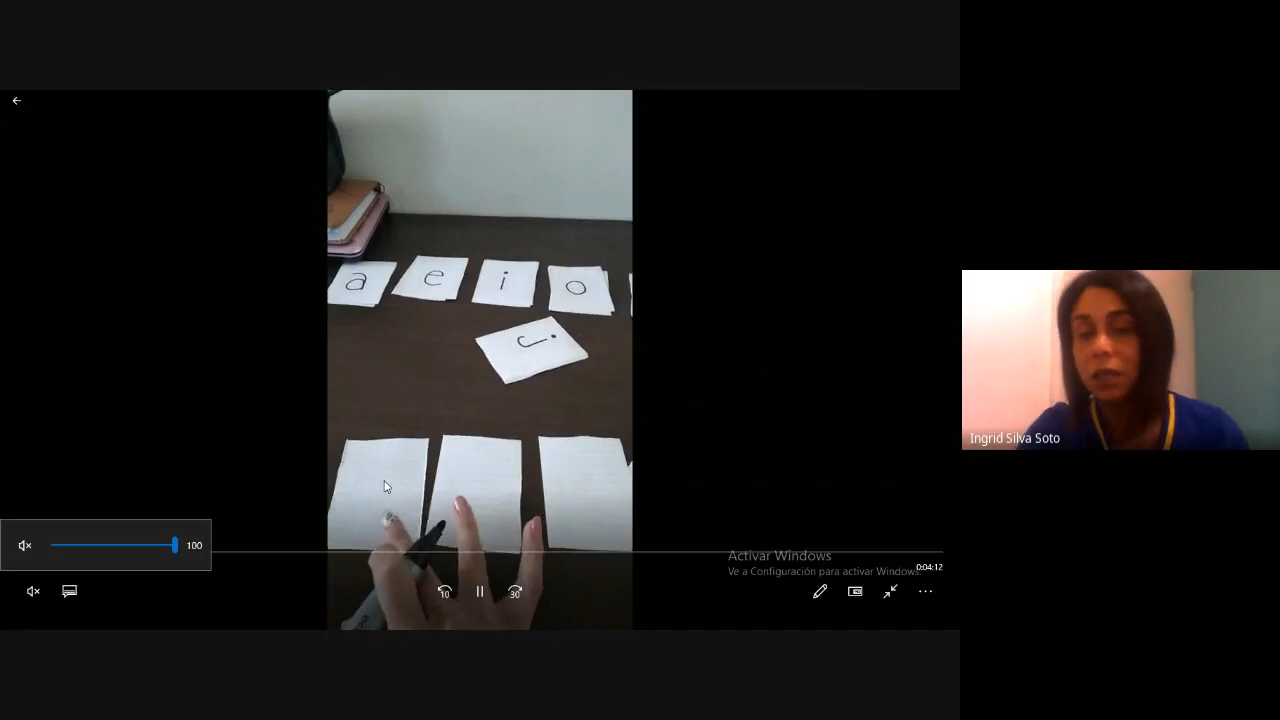 a e i o
j
100
Activar Windows
Ve a Configuración para activar Windows.
0:04:12
10 30
Ingrid Silva Soto